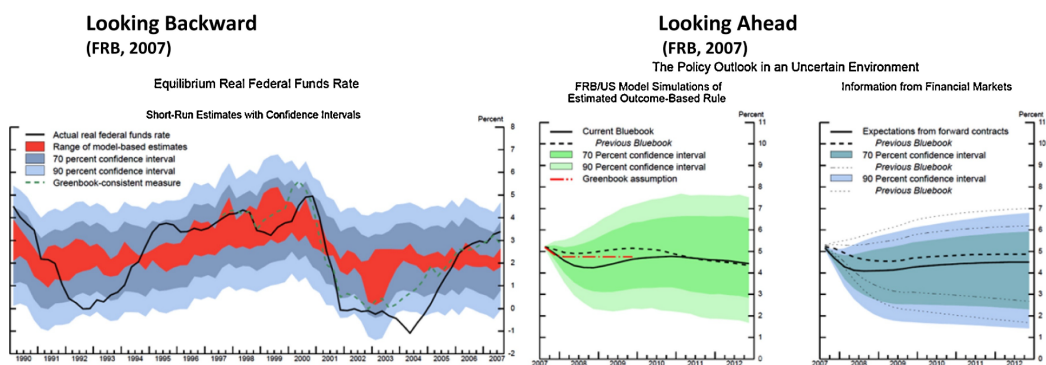 Looking Backward
(FRB, 2007)
Equilibrium Real Federal Funds Rate
Short-Run Estimates with Confidence Intervals
Percent
Actual real federal funds rate
Range of model-based estimates
70 percent confidence interval
90 percent confidence interval
Greenbook-consistent measure
8
7
6
5
4
3
2
1
0
-1
-2
1990 1991 1992 1993 1994 1995 1996 1997 1998 1999 2000 2001 2002 2003 2004 2005 2006 2007
Looking Ahead
(FRB, 2007)
The Policy Outlook in an Uncertain Environment
FRB/US Model Simulations of
Estimated Outcome-Based Rule
Percent
Current Bluebook
Previous Bluebook
70 Percent confidence interval
90 Percent confidence interval
Greenbook assumption
11
10
9
8
7
6
5
4
3
2
1
0
2007 2008 2009 2010 2011 2012
Information from Financial Markets
Percent
Expectations from forward contracts
Previous Bluebook
70 Percent confidence interval
Previous Bluebook
90 Percent confidence interval
Previous Bluebook
11
10
9
8
7
6
5
4
3
2
1
0
2007 2008 2009 2010 2011 2012